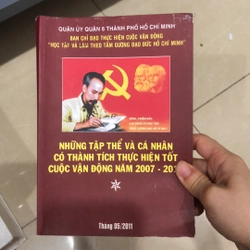 QUẬN ỦY QUẬN 6 THÀNH PHỐ HỒ CHÍ MINH
BAN CHỈ ĐẠO THỰC HIỆN CUỘC VẬN ĐỘNG
"HỌC TẬP VÀ LÀM THEO TẤM GƯƠNG ĐẠO ĐỨC HỒ CHÍ MINH"
NHỮNG TẬP THỂ VÀ CÁ NHÂN
CÓ THÀNH TÍCH THỰC HIỆN TỐT
CUỘC VẬN ĐỘNG NĂM 2007 - 20
Tháng 05/2011